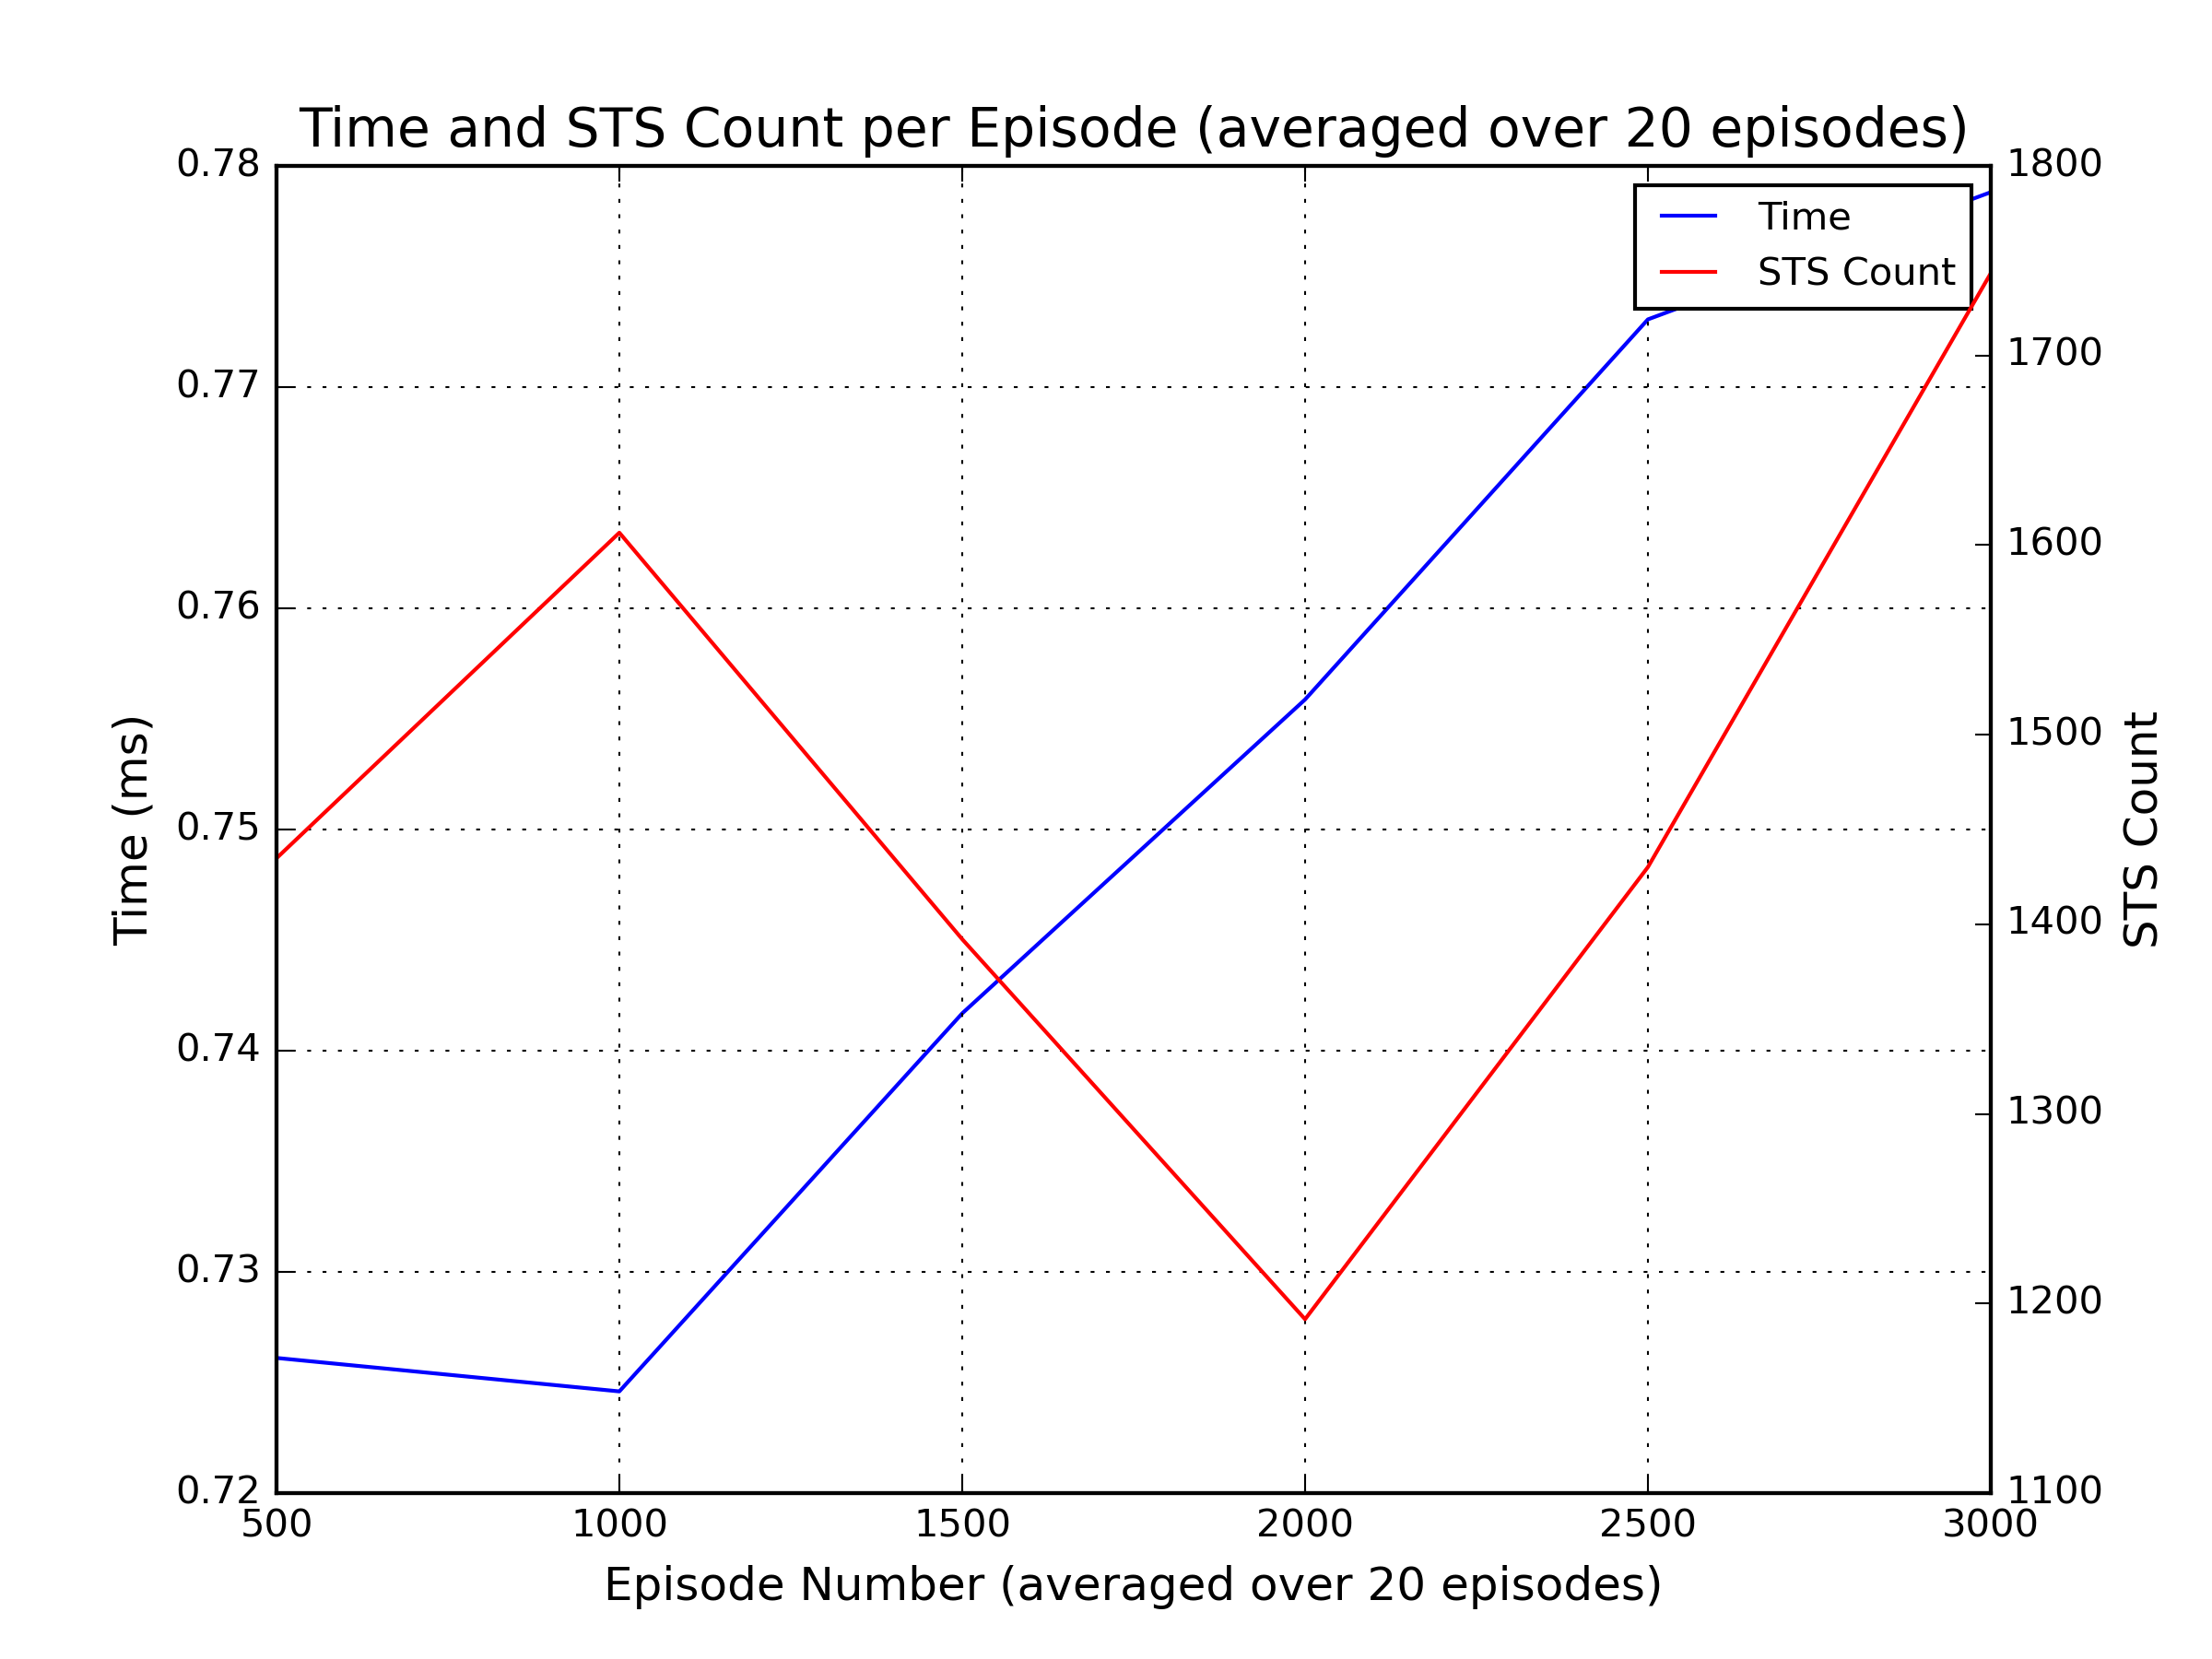 Time and STS Count per Episode (averaged over 20 episodes)
Time
STS Count
0.78
0.77
0.76
0.75
0.74
0.73
0.72
Time (ms)
1800
1700
1600
1500
1400
1300
1200
1100
STS Count
500 1000 1500 2000 2500 3000
Episode Number (averaged over 20 episodes)